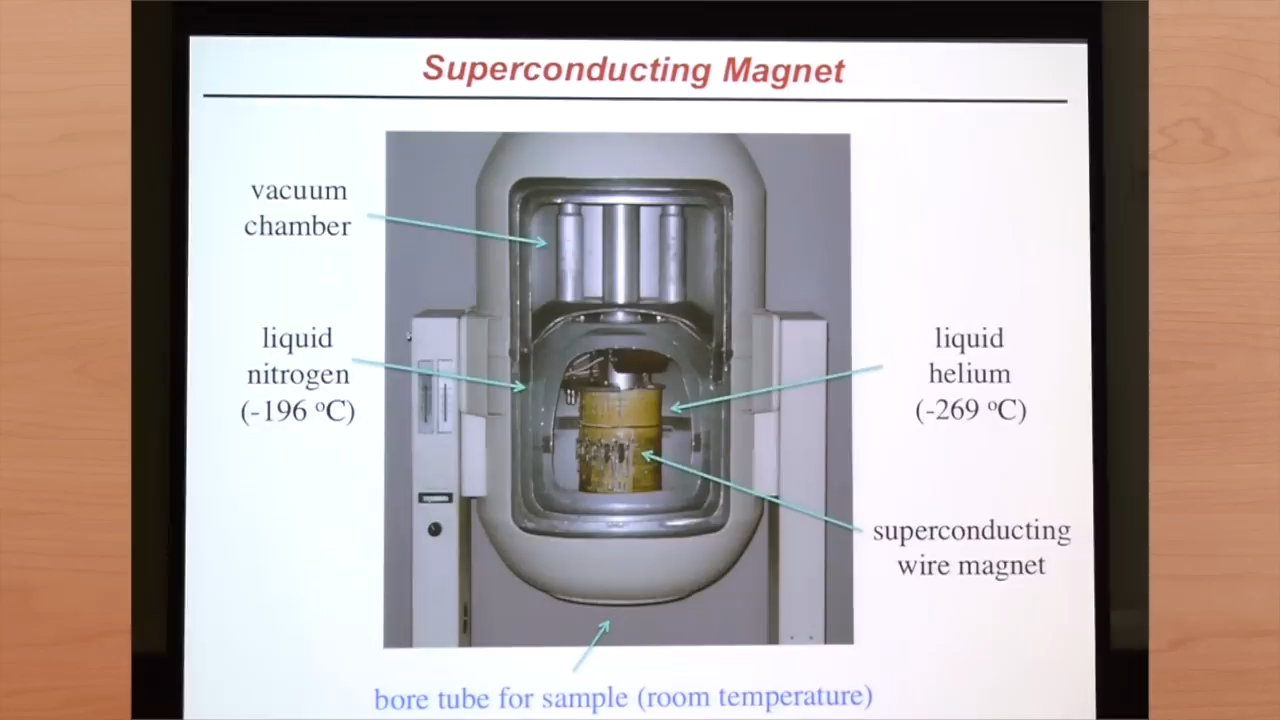 Superconducting Magnet
vacuum
chamber
liquid
nitrogen
(-196 °C)
liquid
helium
(-269 °C)
superconducting
wire magnet
bore tube for sample (room temperature)